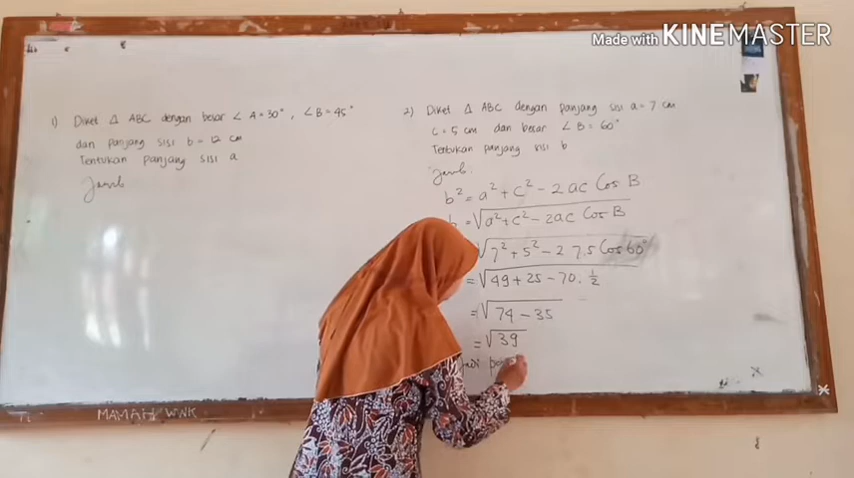 Made with KINEMASTER
1) Diket Δ ABC dengan besar ∠ A = 30°, ∠ B = 45°
dan panjang sisi b = 12 cm
Tentukan panjang sisi a
Jawab
2) Diket Δ ABC dengan panjang sisi a = 7 cm
c = 5 cm dan besar ∠ B = 60°
Tentukan panjang sisi b
Jawab
b² = a² + c² - 2 ac Cos B
b = √a² + c² - 2ac Cos B
√7² + 5² - 2 7.5 Cos 60°
= √49 + 25 - 70 . 1/2
= √74 - 35
= √39
jadi
MAMAH WNK